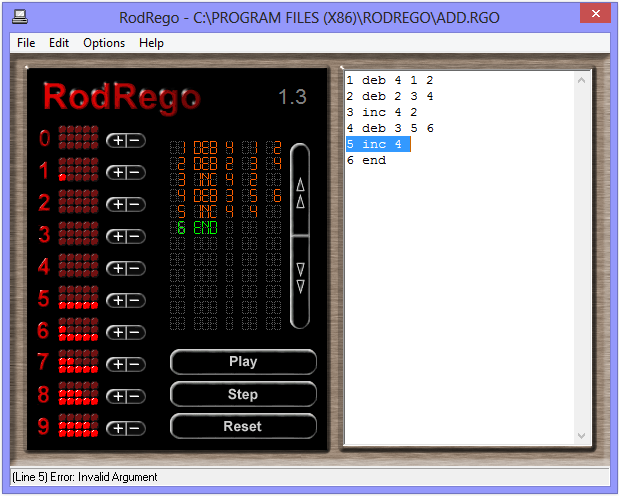 RodRego - C:\PROGRAM FILES (X86)\RODREGO\ADD.RGO
File Edit Options Help
RodRego 1.3
0 + −
1 + −
2 + −
3 + −
4 + −
5 + −
6 + −
7 + −
8 + −
9 + −
1 DEB 4 1 2
2 DEB 2 3 4
3 INC 4 2
4 DEB 3 5 6
5 INC 4 4
6 END
Play
Step
Reset
1 deb 4 1 2
2 deb 2 3 4
3 inc 4 2
4 deb 3 5 6
5 inc 4
6 end
(Line 5) Error: Invalid Argument